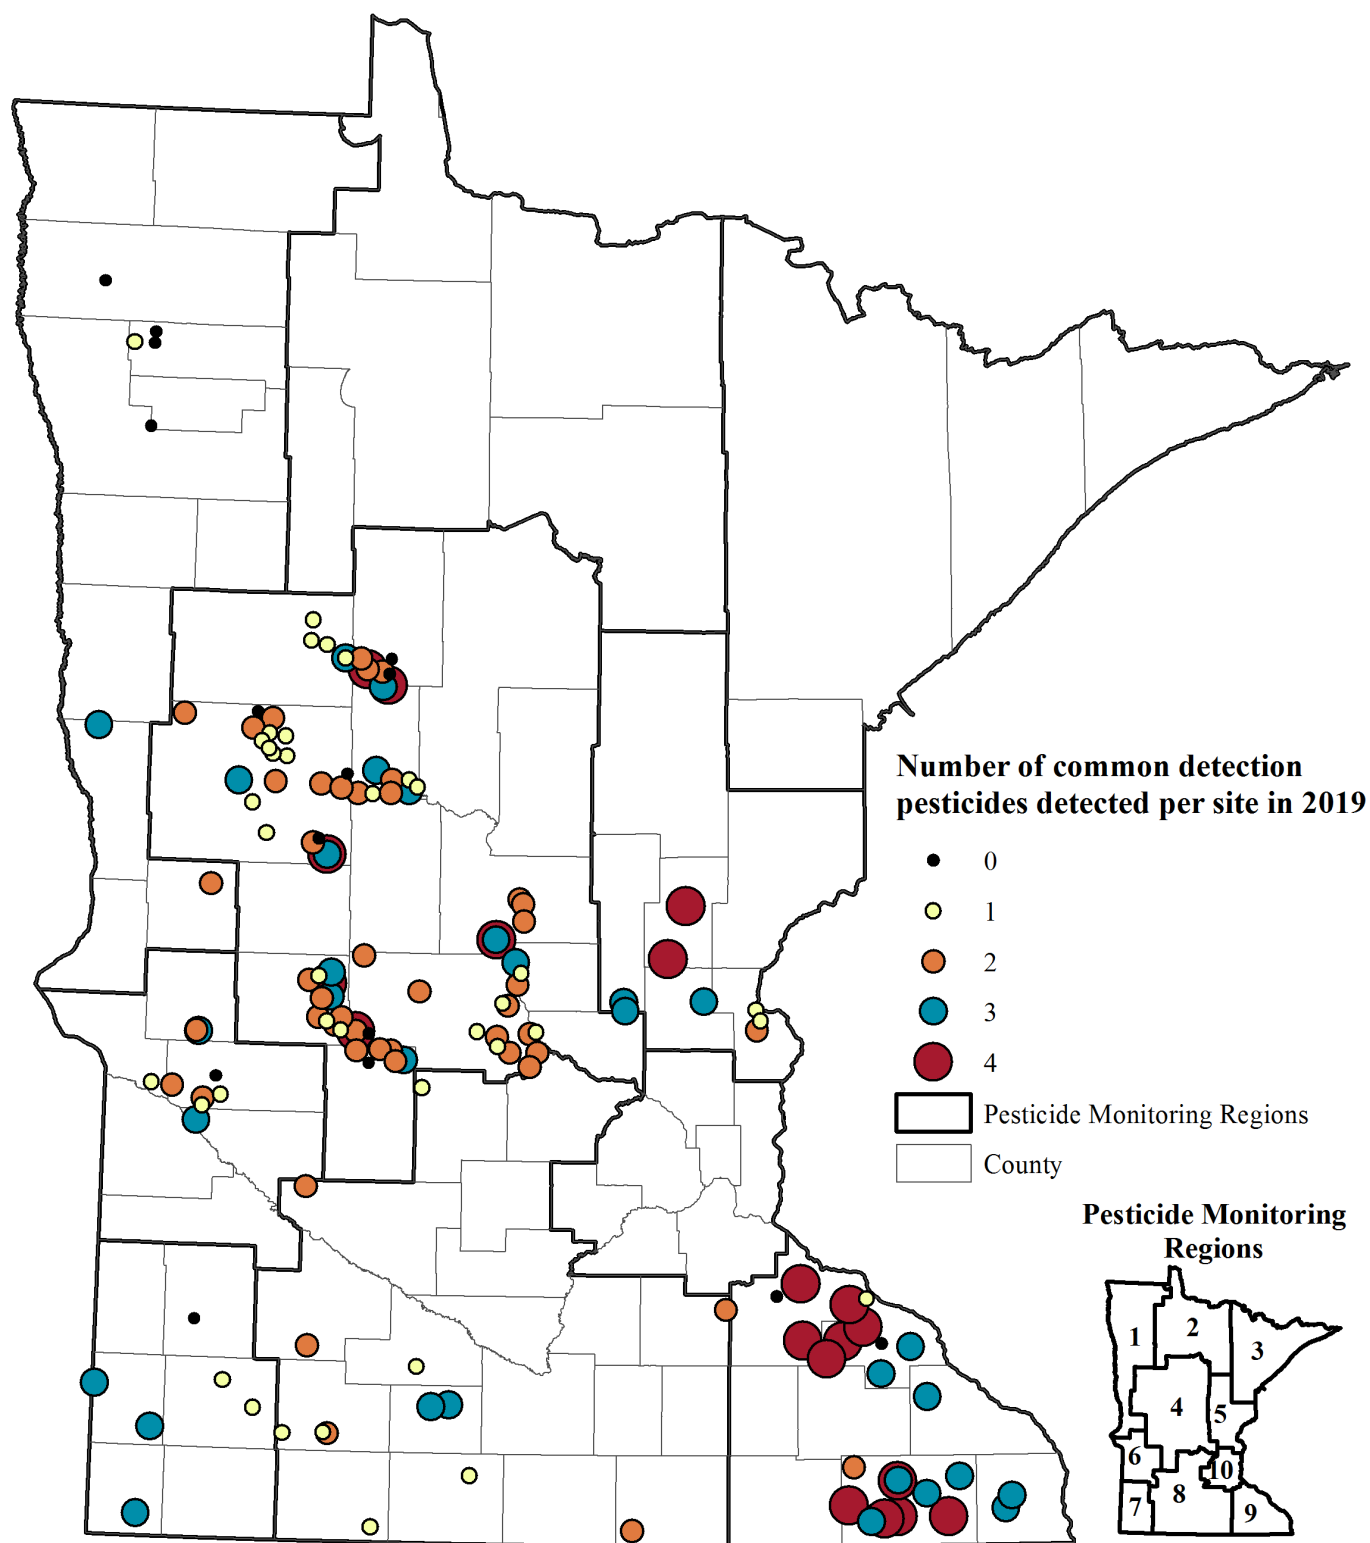 Number of common detection
pesticides detected per site in 2019
0
1
2
3
4
Pesticide Monitoring Regions
County
Pesticide Monitoring
Regions
1
2
3
4
5
6
10
7
8
9